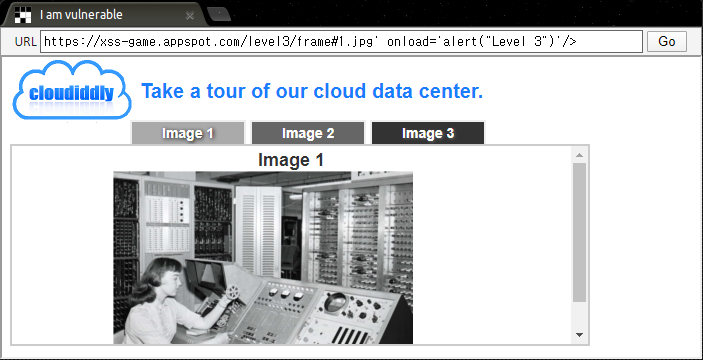 I am vulnerable
URL https://xss-game.appspot.com/level3/frame#1.jpg' onload='alert("Level 3")'/> Go
cloudiddly Take a tour of our cloud data center.
Image 1 Image 2 Image 3
Image 1